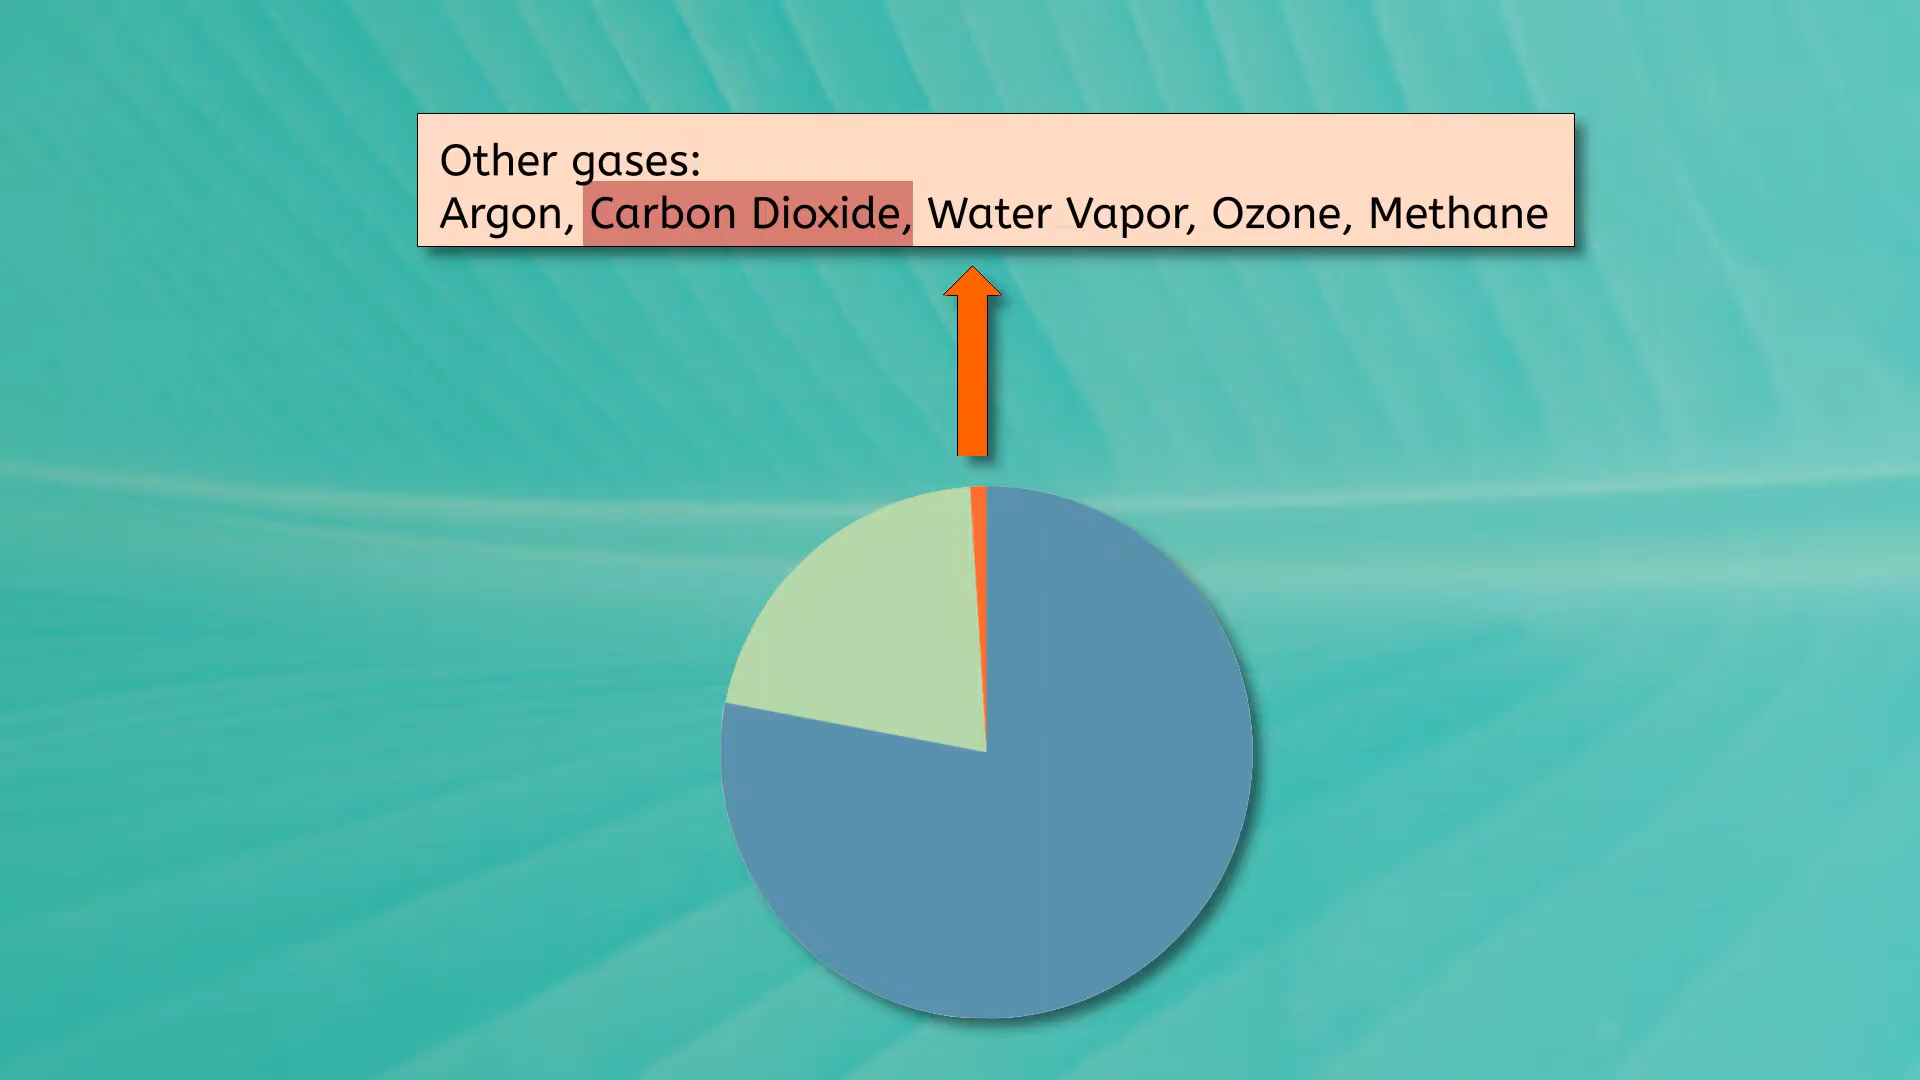 Other gases:
Argon, Carbon Dioxide, Water Vapor, Ozone, Methane